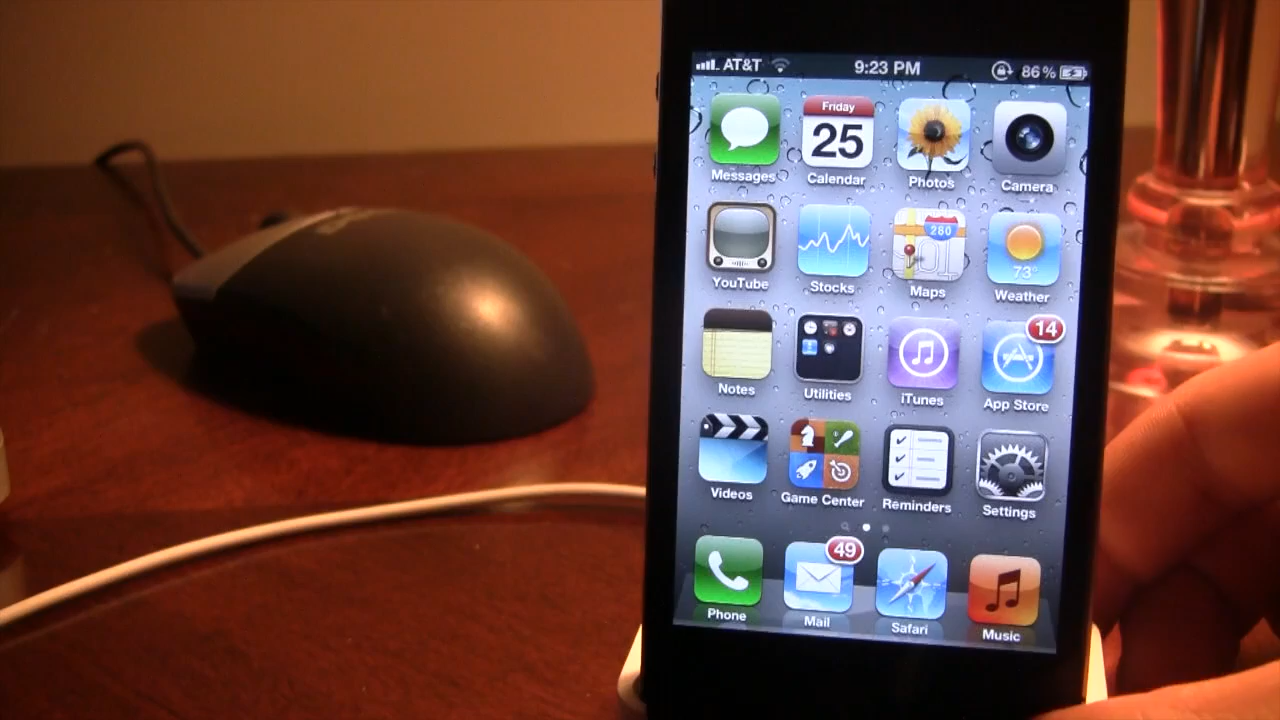 AT&T 9:23 PM 86%
Friday
25
Messages Calendar Photos Camera
280
73°
YouTube Stocks Maps Weather
14
Notes Utilities iTunes App Store
Videos Game Center Reminders Settings
49
Phone Mail Safari Music